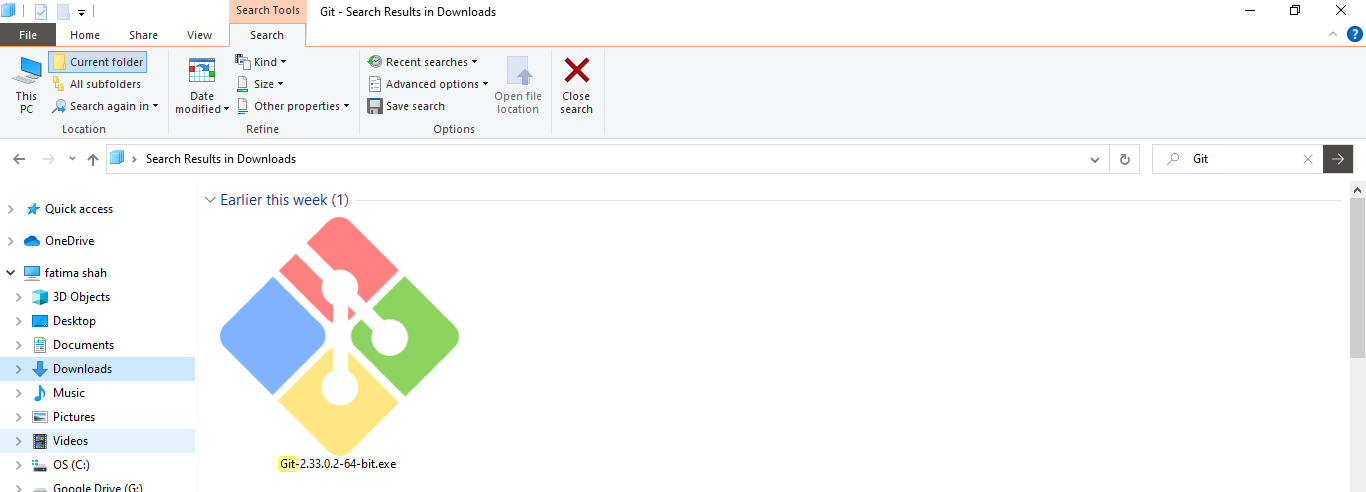 Search Tools
Git - Search Results in Downloads
File Home Share View Search
This PC
Current folder
All subfolders
Search again in
Location
Date modified
Kind
Size
Other properties
Refine
Recent searches
Advanced options
Save search
Open file location
Options
Close search
Search Results in Downloads
Git
Quick access
OneDrive
fatima shah
3D Objects
Desktop
Documents
Downloads
Music
Pictures
Videos
OS (C:)
Google Drive (G:)
Earlier this week (1)
Git-2.33.0.2-64-bit.exe